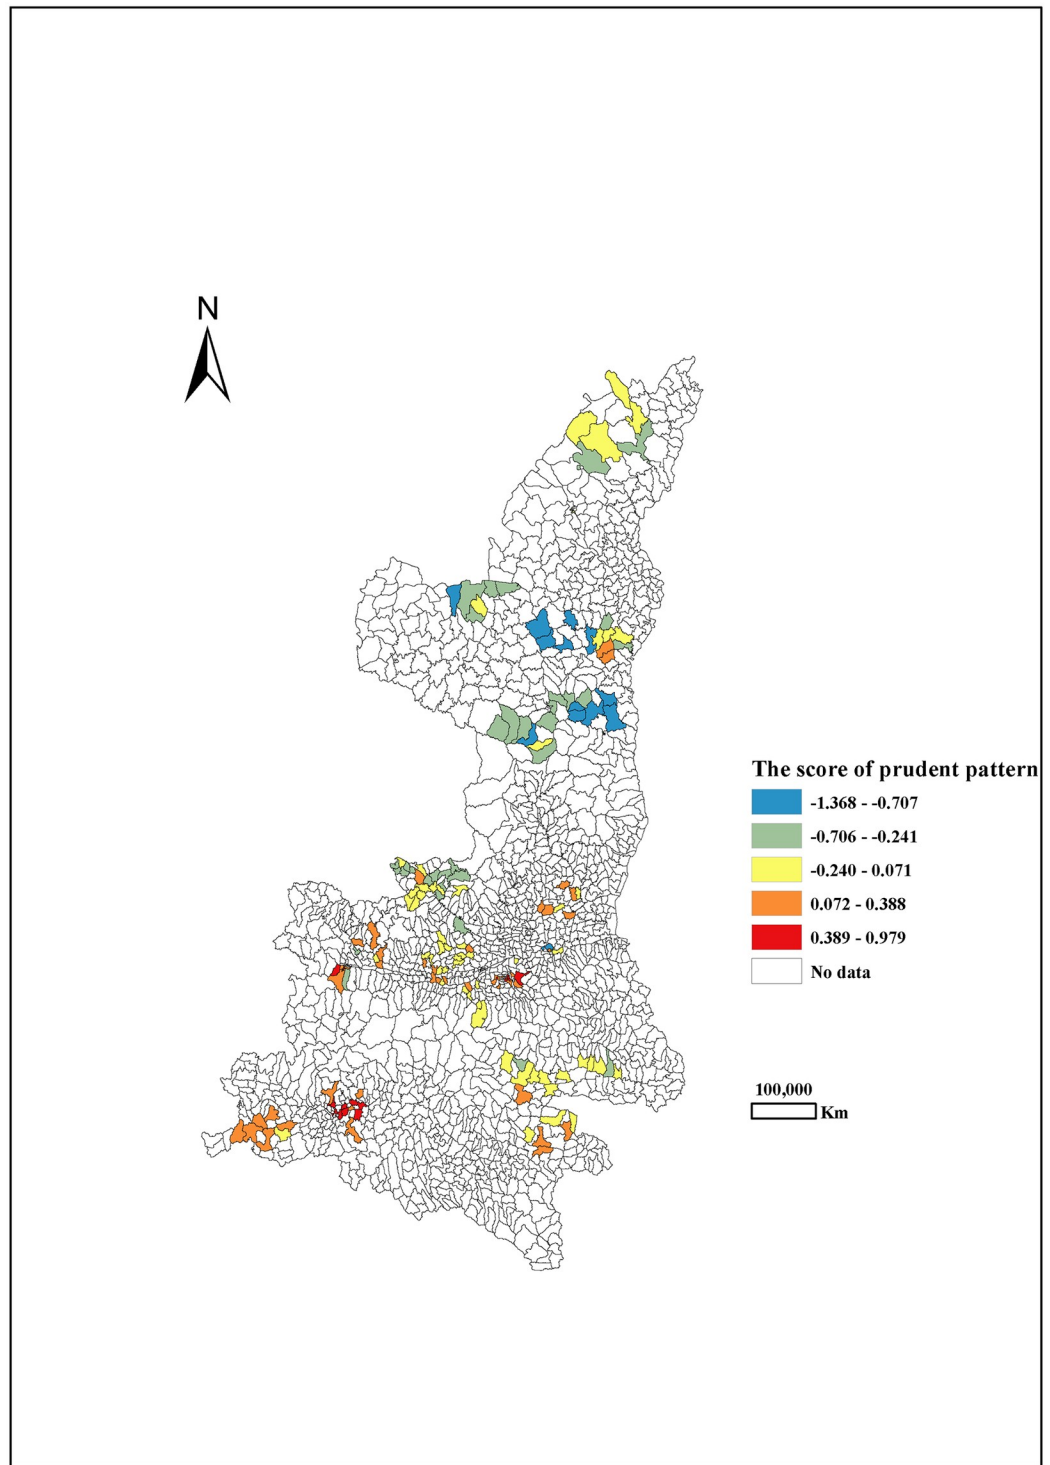 N
The score of prudent pattern
-1.368 - -0.707
-0.706 - -0.241
-0.240 - 0.071
0.072 - 0.388
0.389 - 0.979
No data
100,000
Km